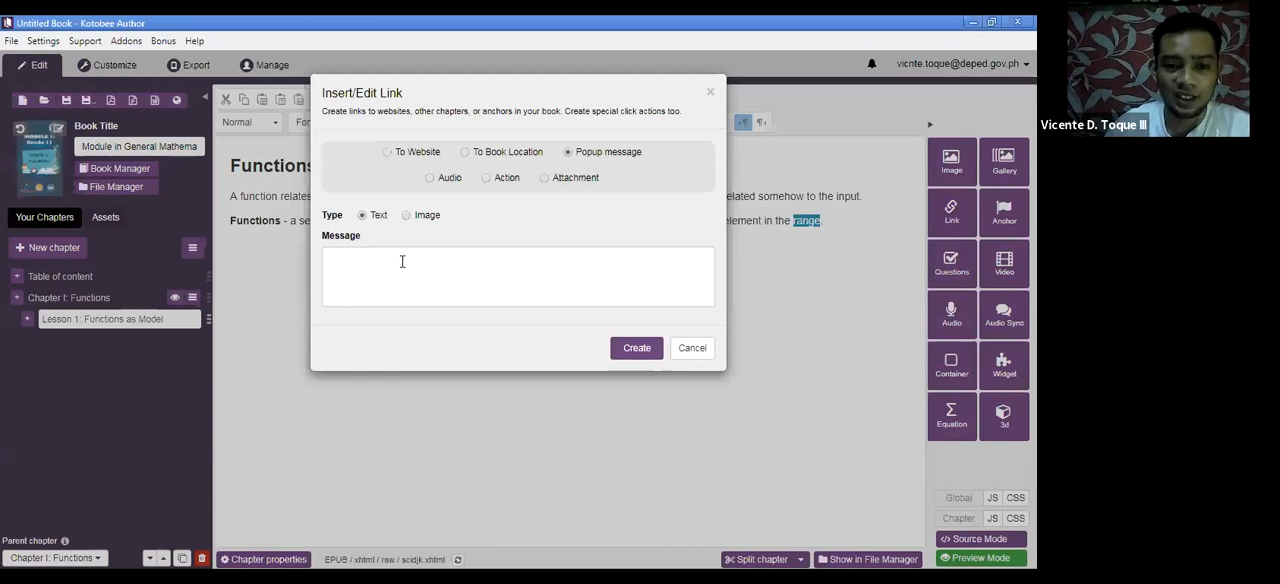 Untitled Book - Kotobee Author
File Settings Support Addons Bonus Help
Edit Customize Export Manage vicnte.toque@deped.gov.ph
Vicente D. Toque III
Book Title
Module in General Mathema
Book Manager
File Manager
Your Chapters Assets
New chapter
Table of content
Chapter I: Functions
Lesson 1: Functions as Model
Parent chapter
Chapter I: Functions
Normal
Functions
A function relates
elated somehow to the input.
Functions - a se
element in the range.
Insert/Edit Link
Create links to websites, other chapters, or anchors in your book. Create special click actions too.
To Website To Book Location Popup message
Audio Action Attachment
Type Text Image
Message
Create Cancel
Image Gallery
Link Anchor
Questions Video
Audio Audio Sync
Container Widget
Equation 3d
Global JS CSS
Chapter JS CSS
Source Mode
Preview Mode
Chapter properties EPUB / xhtml / raw / scidjk.xhtml Split chapter Show in File Manager